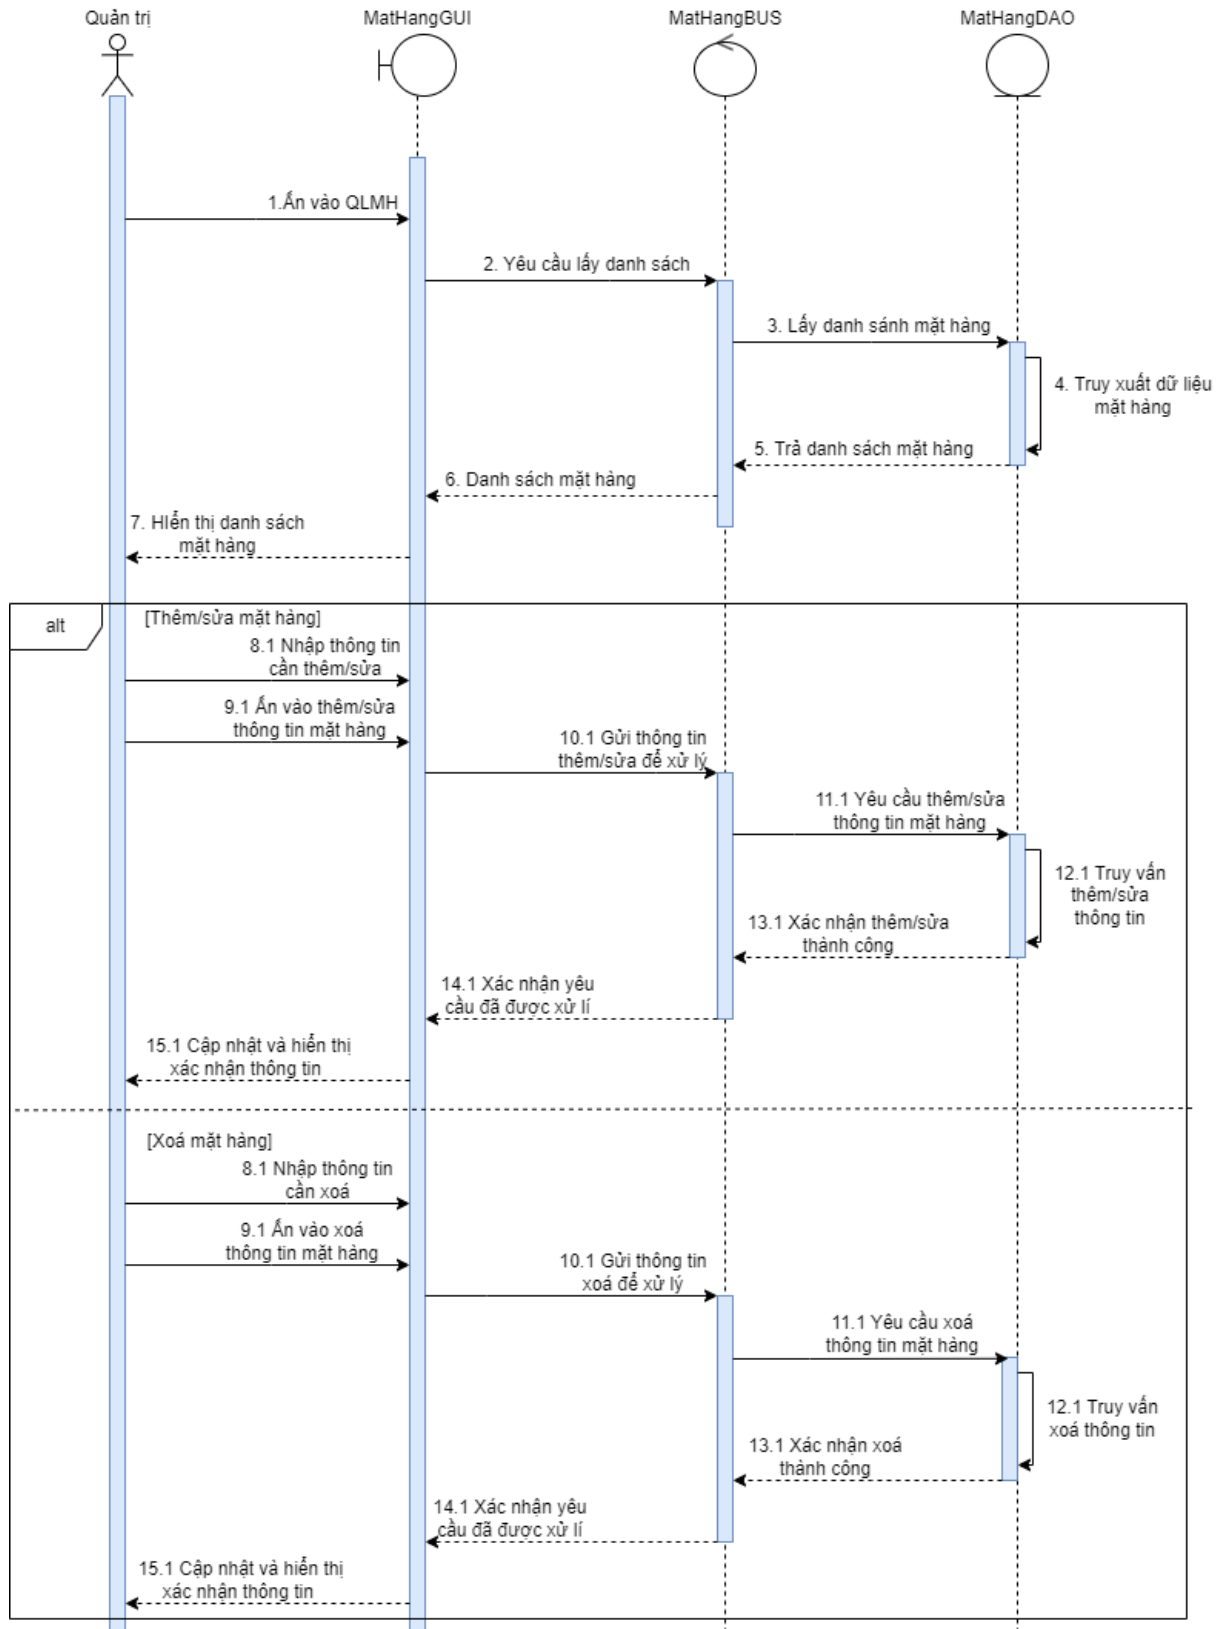 Quản trị
MatHangGUI
MatHangBUS
MatHangDAO
1.Ấn vào QLMH
2. Yêu cầu lấy danh sách
3. Lấy danh sánh mặt hàng
4. Truy xuất dữ liệu
mặt hàng
5. Trả danh sách mặt hàng
6. Danh sách mặt hàng
7. HIển thị danh sách
mặt hàng
alt
[Thêm/sửa mặt hàng]
8.1 Nhập thông tin
cần thêm/sửa
9.1 Ấn vào thêm/sửa
thông tin mặt hàng
10.1 Gửi thông tin
thêm/sửa để xử lý
11.1 Yêu cầu thêm/sửa
thông tin mặt hàng
12.1 Truy vấn
thêm/sửa
thông tin
13.1 Xác nhận thêm/sửa
thành công
14.1 Xác nhận yêu
cầu đã được xử lí
15.1 Cập nhật và hiển thị
xác nhận thông tin
[Xoá mặt hàng]
8.1 Nhập thông tin
cần xoá
9.1 Ấn vào xoá
thông tin mặt hàng
10.1 Gửi thông tin
xoá để xử lý
11.1 Yêu cầu xoá
thông tin mặt hàng
12.1 Truy vấn
xoá thông tin
13.1 Xác nhận xoá
thành công
14.1 Xác nhận yêu
cầu đã được xử lí
15.1 Cập nhật và hiển thị
xác nhận thông tin